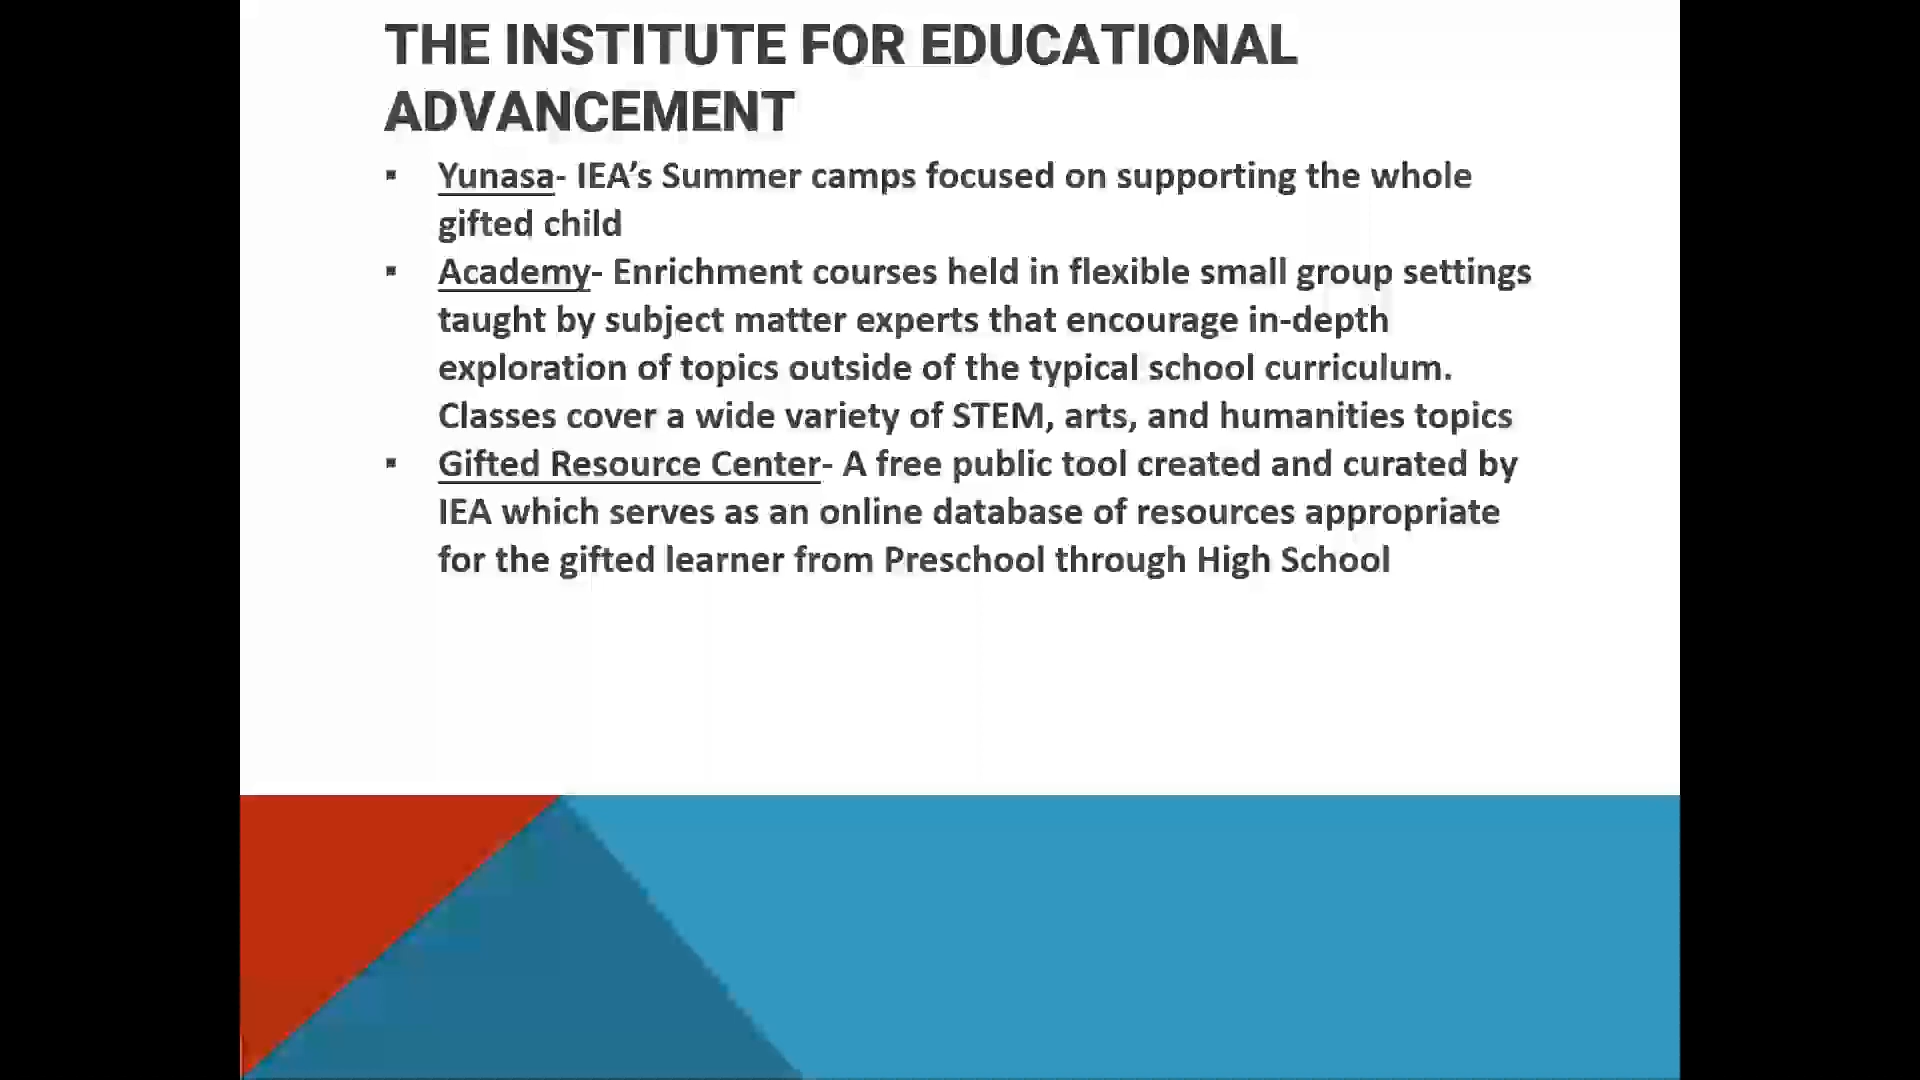 THE INSTITUTE FOR EDUCATIONAL
ADVANCEMENT
▪ Yunasa- IEA’s Summer camps focused on supporting the whole
gifted child
▪ Academy- Enrichment courses held in flexible small group settings
taught by subject matter experts that encourage in-depth
exploration of topics outside of the typical school curriculum.
Classes cover a wide variety of STEM, arts, and humanities topics
▪ Gifted Resource Center- A free public tool created and curated by
IEA which serves as an online database of resources appropriate
for the gifted learner from Preschool through High School